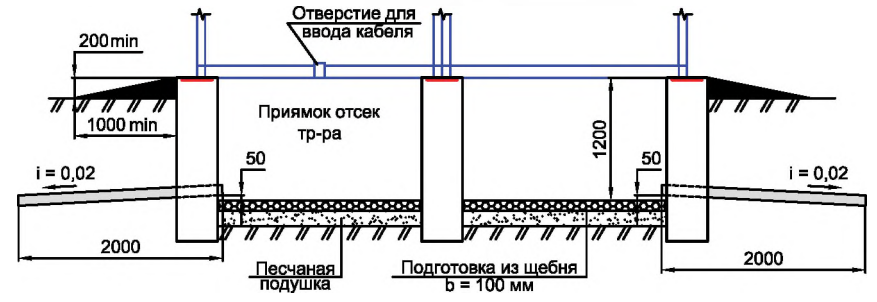 Отверстие для
ввода кабеля
200min
1000 min
Приямок отсек
тр-ра
1200
50
50
i = 0,02
i = 0,02
2000
2000
Песчаная
подушка
Подготовка из щебня
b = 100 мм